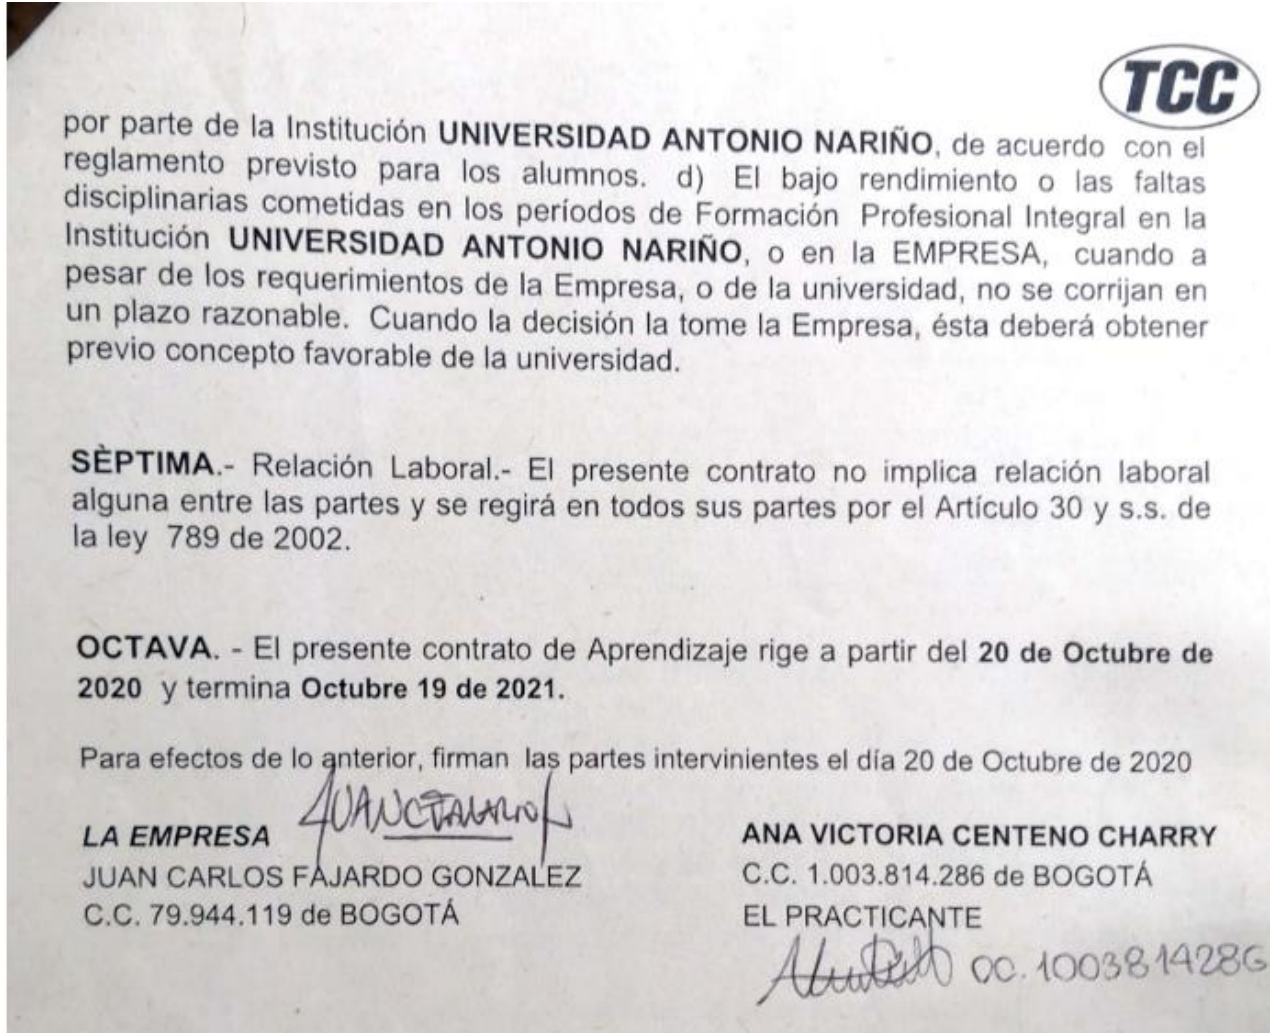 TCC
por parte de la Institución UNIVERSIDAD ANTONIO NARIÑO, de acuerdo con el
reglamento previsto para los alumnos. d) El bajo rendimiento o las faltas
disciplinarias cometidas en los períodos de Formación Profesional Integral en la
Institución UNIVERSIDAD ANTONIO NARIÑO, o en la EMPRESA, cuando a
pesar de los requerimientos de la Empresa, o de la universidad, no se corrijan en
un plazo razonable. Cuando la decisión la tome la Empresa, ésta deberá obtener
previo concepto favorable de la universidad.
SÈPTIMA.- Relación Laboral.- El presente contrato no implica relación laboral
alguna entre las partes y se regirá en todos sus partes por el Artículo 30 y s.s. de
la ley 789 de 2002.
OCTAVA. - El presente contrato de Aprendizaje rige a partir del 20 de Octubre de
2020 y termina Octubre 19 de 2021.
Para efectos de lo anterior, firman las partes intervinientes el día 20 de Octubre de 2020
LA EMPRESA
JUAN CARLOS FAJARDO GONZALEZ
C.C. 79.944.119 de BOGOTÁ
ANA VICTORIA CENTENO CHARRY
C.C. 1.003.814.286 de BOGOTÁ
EL PRACTICANTE
CC. 1003814286